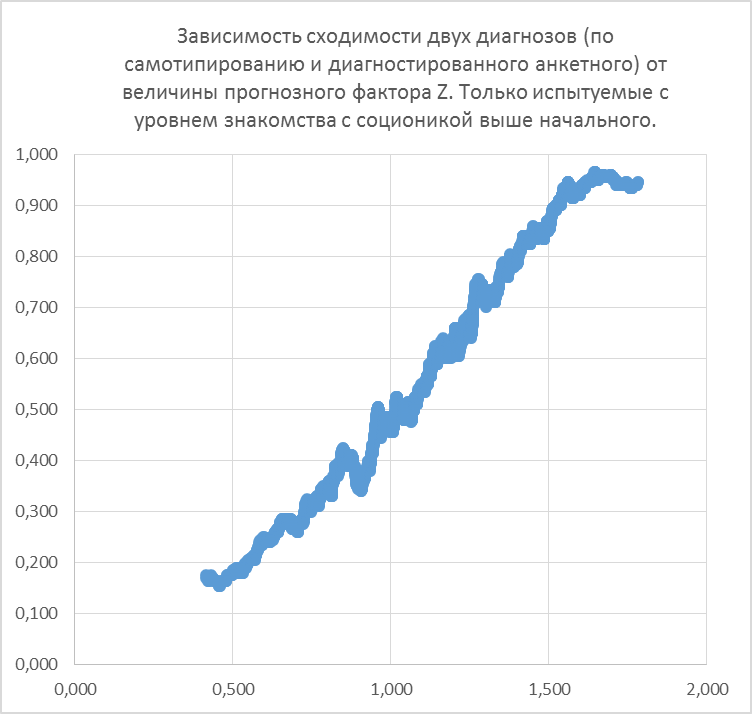 Зависимость сходимости двух диагнозов (по
самотипированию и диагностированного анкетного) от
величины прогнозного фактора Z. Только испытуемые с
уровнем знакомства с соционикой выше начального.
1,000
0,900
0,800
0,700
0,600
0,500
0,400
0,300
0,200
0,100
0,000
0,000 0,500 1,000 1,500 2,000